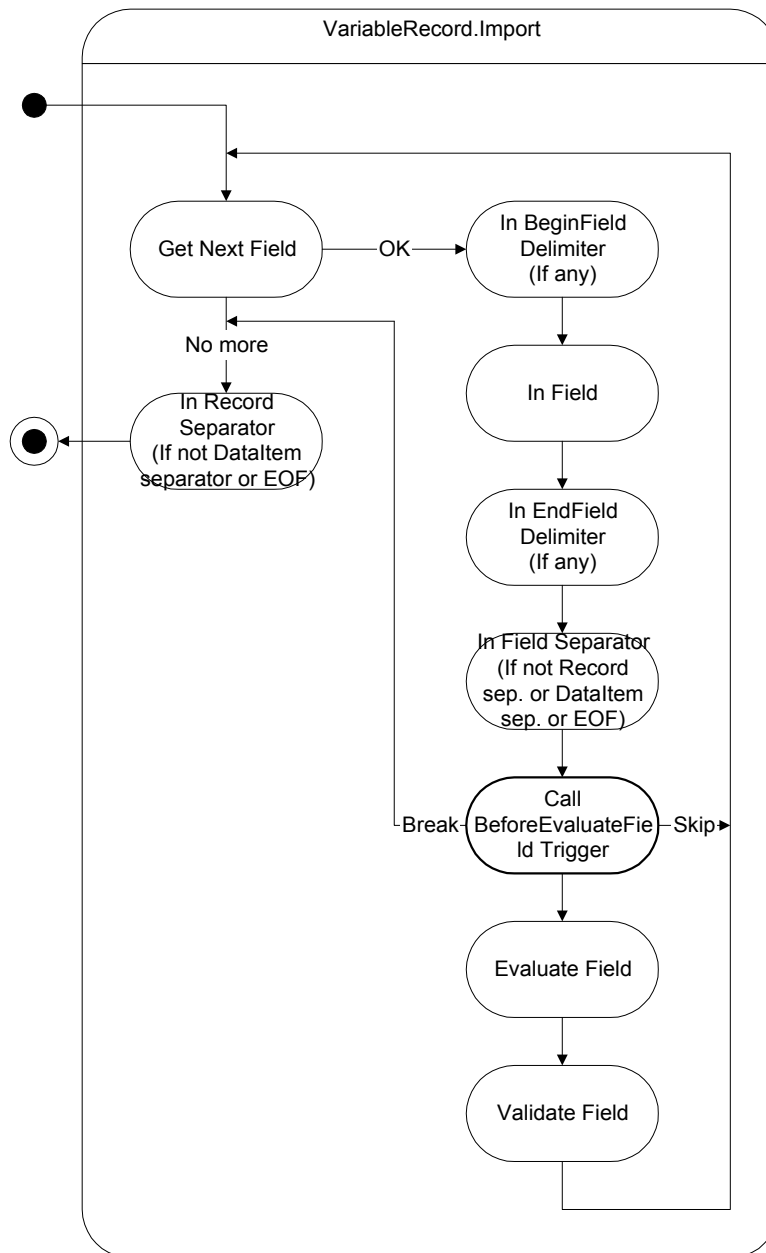 VariableRecord.Import
Get Next Field
OK
In BeginField
Delimiter
(If any)
No more
In Field
In Record
Separator
(If not DataItem
separator or EOF)
In EndField
Delimiter
(If any)
In Field Separator
(If not Record
sep. or DataItem
sep. or EOF)
Break
Call
BeforeEvaluateFie
ld Trigger
Skip
Evaluate Field
Validate Field